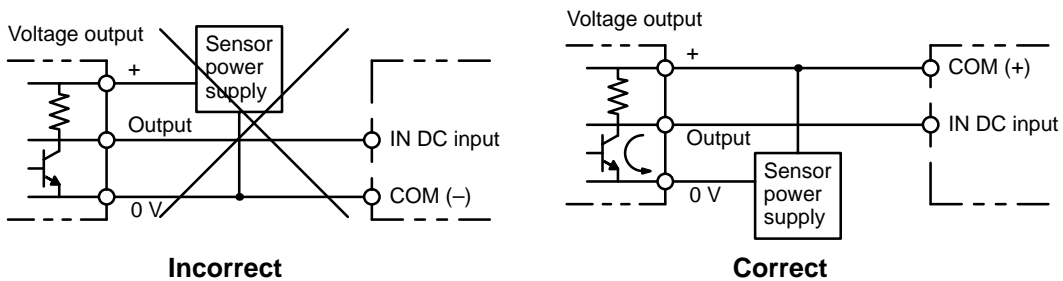 Voltage output
Sensor
power
supply
+
Output
IN DC input
0 V
COM (–)
Incorrect
Voltage output
+
COM (+)
Output
IN DC input
0 V
Sensor
power
supply
Correct